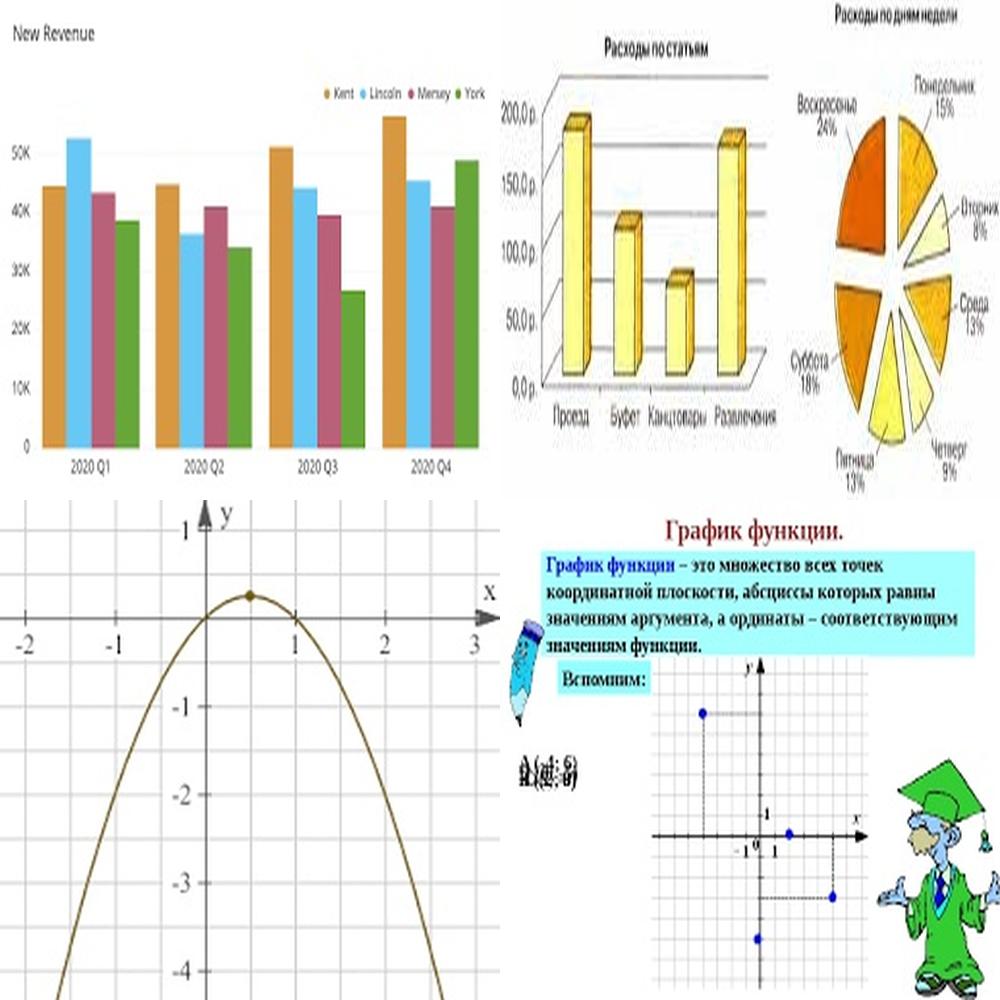 New Revenue
Kent Lincoln Mersey York
50K
40K
30K
20K
10K
0
2020 Q1 2020 Q2 2020 Q3 2020 Q4
Расходы по статьям
200,0 р.
150,0 р.
100,0 р.
50,0 р.
0,0 р.
Проезд Буфет Канцтовары Развлечения
Расходы по дням недели
Понедельник
15%
Вторник
8%
Среда
13%
Четверг
9%
Пятница
13%
Суббота
18%
Воскресенье
24%
y
x
1
-2 -1 1 2 3
-1
-2
-3
-4
График функции.
График функции – это множество всех точек
координатной плоскости, абсциссы которых равны
значениям аргумента, а ординаты – соответствующим
значениям функции.
Вспомним:
y
1
x
0
-1 1